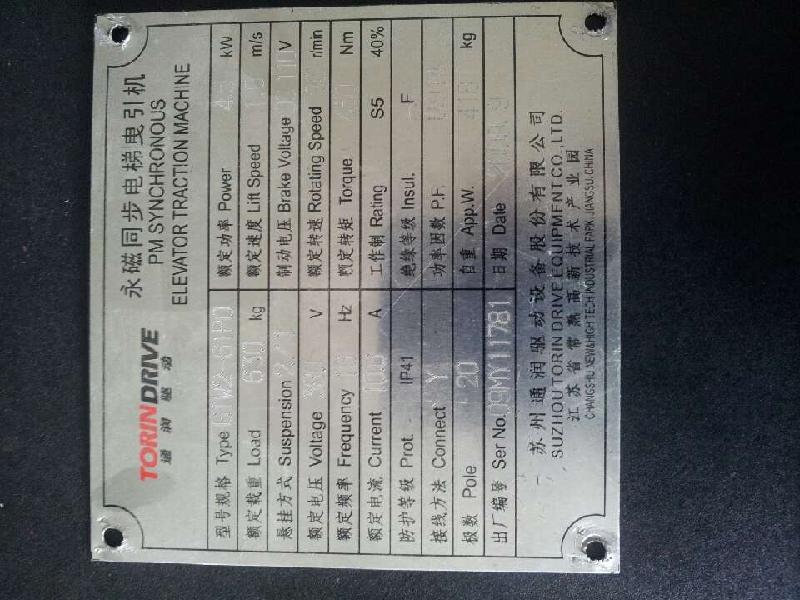 TORINDRIVE
通润驱动
永磁同步电梯曳引机
PM SYNCHRONOUS
ELEVATOR TRACTION MACHINE
型号规格 Type 额定功率 Power kW
额定载重 Load 630 kg 额定速度 Lift Speed m/s
悬挂方式 Suspension 制动电压 Brake Voltage V
额定电压 Voltage V 额定转速 Rotating Speed r/min
额定频率 Frequency Hz 额定转矩 Torque Nm
额定电流 Current A 工作制 Rating S5 40%
防护等级 Prot. IP41 绝缘等级 Insul. F
接线方法 Connect Y 功率因数 P.F.
极数 Pole 20 自重 App.W. 418 kg
出厂编号 Ser No. 09MY11781 日期 Date
苏州通润驱动设备股份有限公司
SUZHOU TORIN DRIVE EQUIPMENT CO.,LTD.
江苏省常熟高新技术产业园
CHANGSHU NEW&HIGH TECH INDUSTRIAL PARK, JIANGSU, CHINA